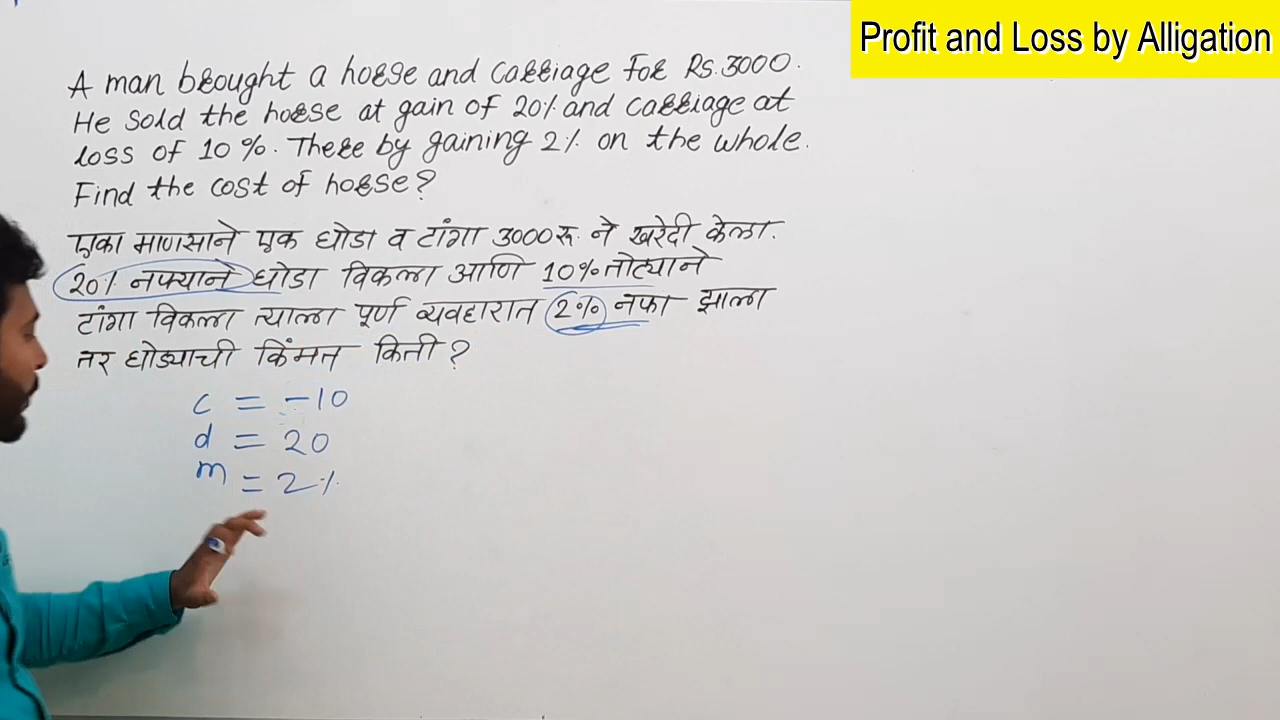 Profit and Loss by Alligation
A man brought a horse and carriage for Rs. 3000.
He sold the horse at gain of 20% and carriage at
loss of 10%. There by gaining 2% on the whole.
Find the cost of horse?
एका माणसाने एक घोडा व टांगा 3000रू. ने खरेदी केला.
20% नफ्याने घोडा विकला आणि 10% तोट्याने
टांगा विकला त्याला पूर्ण व्यवहारात 2% नफा झाला
तर घोड्याची किंमत किती?
c = -10
d = 20
m = 2%